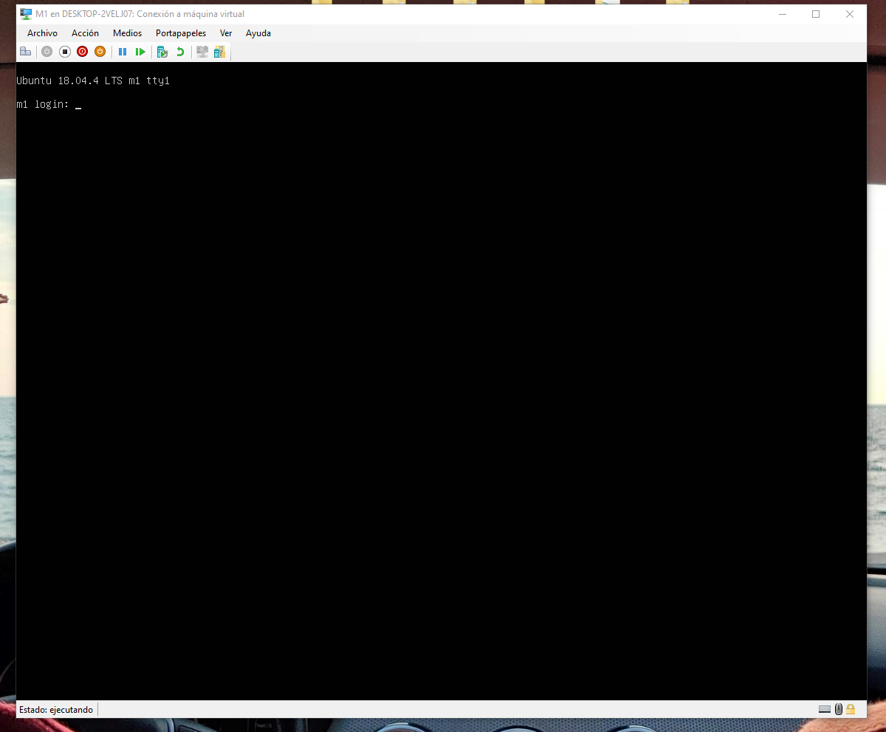 M1 en DESKTOP-2VELJ07: Conexión a máquina virtual
Archivo Acción Medios Portapapeles Ver Ayuda
Ubuntu 18.04.4 LTS m1 tty1
m1 login: _
Estado: ejecutando